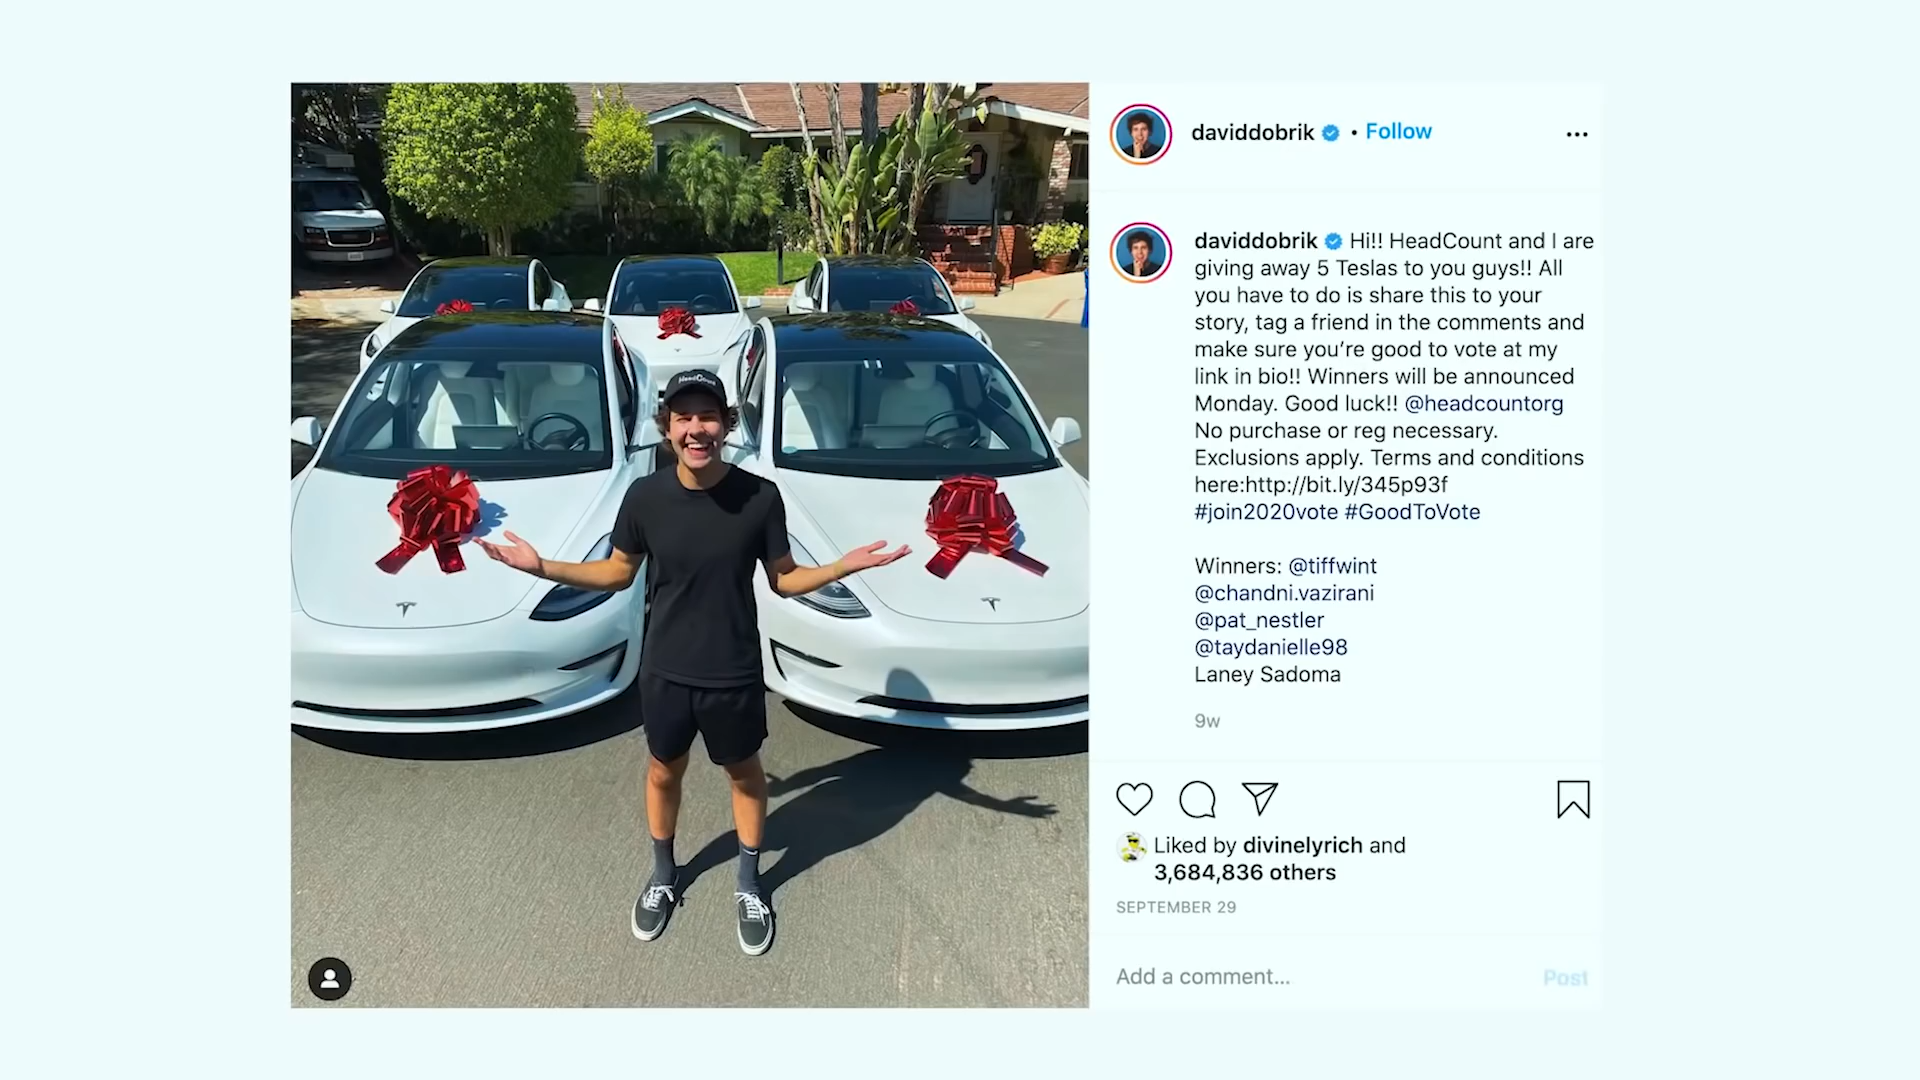 daviddobrik • Follow
daviddobrik Hi!! HeadCount and I are
giving away 5 Teslas to you guys!! All
you have to do is share this to your
story, tag a friend in the comments and
make sure you’re good to vote at my
link in bio!! Winners will be announced
Monday. Good luck!! @headcountorg
No purchase or reg necessary.
Exclusions apply. Terms and conditions
here:http://bit.ly/345p93f
#join2020vote #GoodToVote
Winners: @tiffwint
@chandni.vazirani
@pat_nestler
@taydanielle98
Laney Sadoma
9w
Liked by divinelyrich and
3,684,836 others
SEPTEMBER 29
Add a comment... Post
HeadCount